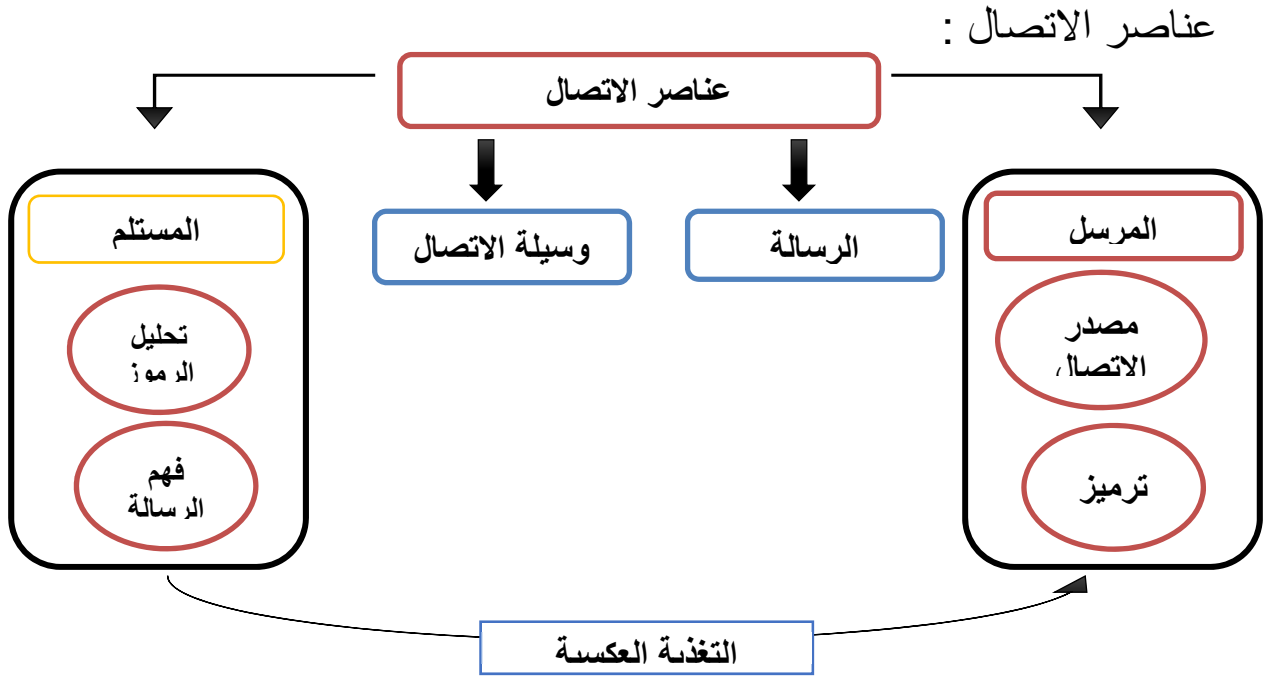 عناصر الاتصال :
عناصر الاتصال
المرسل
مصدر
الاتصال
ترميز
الرسالة
وسيلة الاتصال
المستلم
تحليل
الرموز
فهم
الرسالة
التغذية العكسية